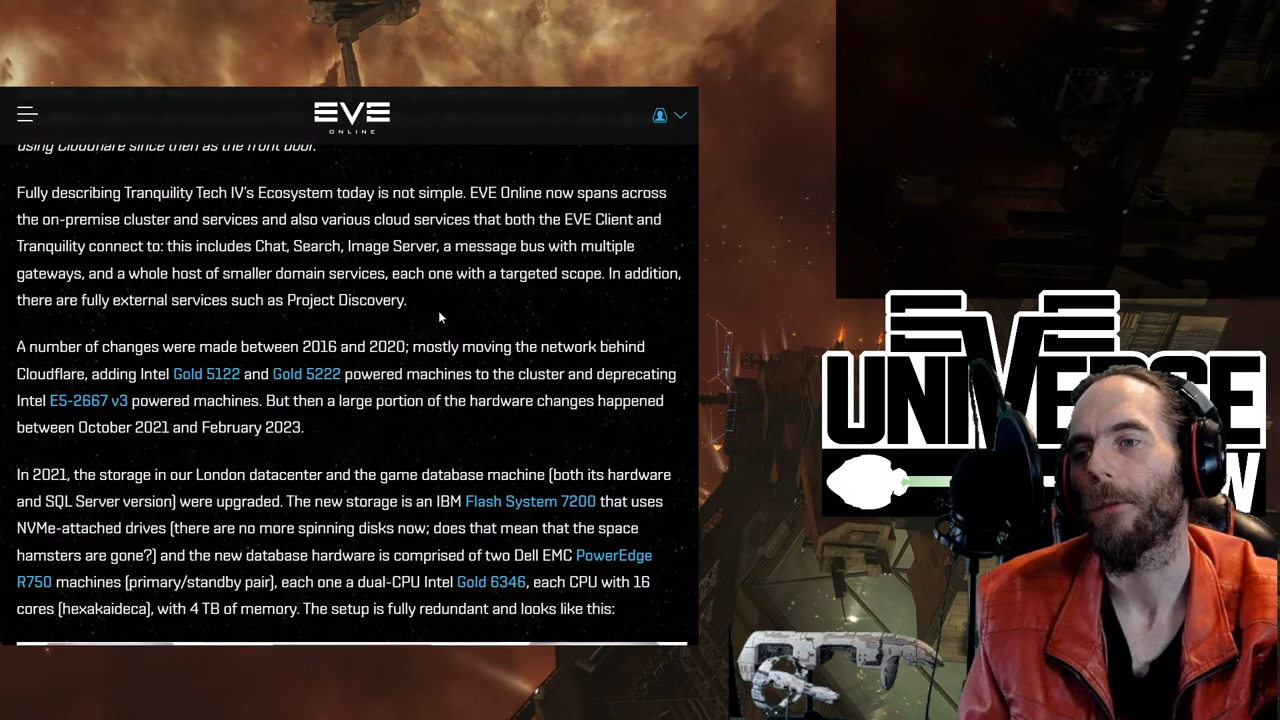 EVE
ONLINE
using Cloudflare since then as the front door.
Fully describing Tranquility Tech IV's Ecosystem today is not simple. EVE Online now spans across
the on-premise cluster and services and also various cloud services that both the EVE Client and
Tranquility connect to: this includes Chat, Search, Image Server, a message bus with multiple
gateways, and a whole host of smaller domain services, each one with a targeted scope. In addition,
there are fully external services such as Project Discovery.
A number of changes were made between 2016 and 2020; mostly moving the network behind
Cloudflare, adding Intel Gold 5122 and Gold 5222 powered machines to the cluster and deprecating
Intel E5-2667 v3 powered machines. But then a large portion of the hardware changes happened
between October 2021 and February 2023.
In 2021, the storage in our London datacenter and the game database machine (both its hardware
and SQL Server version) were upgraded. The new storage is an IBM Flash System 7200 that uses
NVMe-attached drives (there are no more spinning disks now; does that mean that the space
hamsters are gone?) and the new database hardware is comprised of two Dell EMC PowerEdge
R750 machines (primary/standby pair), each one a dual-CPU Intel Gold 6346, each CPU with 16
cores (hexakaideca), with 4 TB of memory. The setup is fully redundant and looks like this:
EVE
UNIVERSE